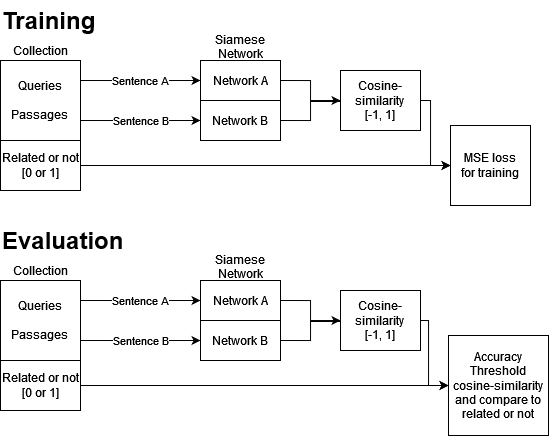 Training
Collection
Siamese
Network
Queries
Passages
Sentence A
Sentence B
Network A
Network B
Cosine-
similarity
[-1, 1]
Related or not
[0 or 1]
MSE loss
for training
Evaluation
Collection
Siamese
Network
Queries
Passages
Sentence A
Sentence B
Network A
Network B
Cosine-
similarity
[-1, 1]
Related or not
[0 or 1]
Accuracy
Threshold
cosine-similarity
and compare to
related or not